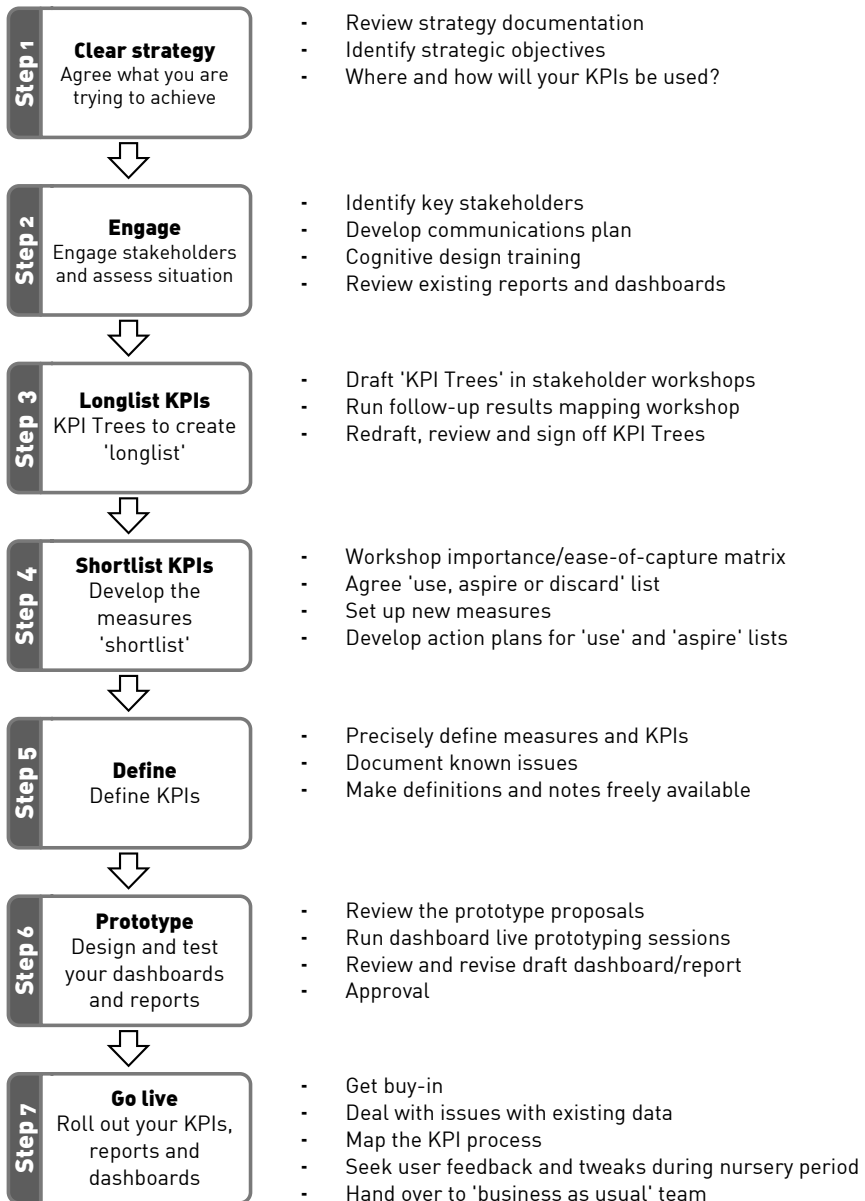 Step 1
Clear strategy
Agree what you are
trying to achieve
- Review strategy documentation
- Identify strategic objectives
- Where and how will your KPIs be used?
Step 2
Engage
Engage stakeholders
and assess situation
- Identify key stakeholders
- Develop communications plan
- Cognitive design training
- Review existing reports and dashboards
Step 3
Longlist KPIs
KPI Trees to create
'longlist'
- Draft 'KPI Trees' in stakeholder workshops
- Run follow-up results mapping workshop
- Redraft, review and sign off KPI Trees
Step 4
Shortlist KPIs
Develop the
measures
'shortlist'
- Workshop importance/ease-of-capture matrix
- Agree 'use, aspire or discard' list
- Set up new measures
- Develop action plans for 'use' and 'aspire' lists
Step 5
Define
Define KPIs
- Precisely define measures and KPIs
- Document known issues
- Make definitions and notes freely available
Step 6
Prototype
Design and test
your dashboards
and reports
- Review the prototype proposals
- Run dashboard live prototyping sessions
- Review and revise draft dashboard/report
- Approval
Step 7
Go live
Roll out your KPIs,
reports and
dashboards
- Get buy-in
- Deal with issues with existing data
- Map the KPI process
- Seek user feedback and tweaks during nursery period
- Hand over to 'business as usual' team